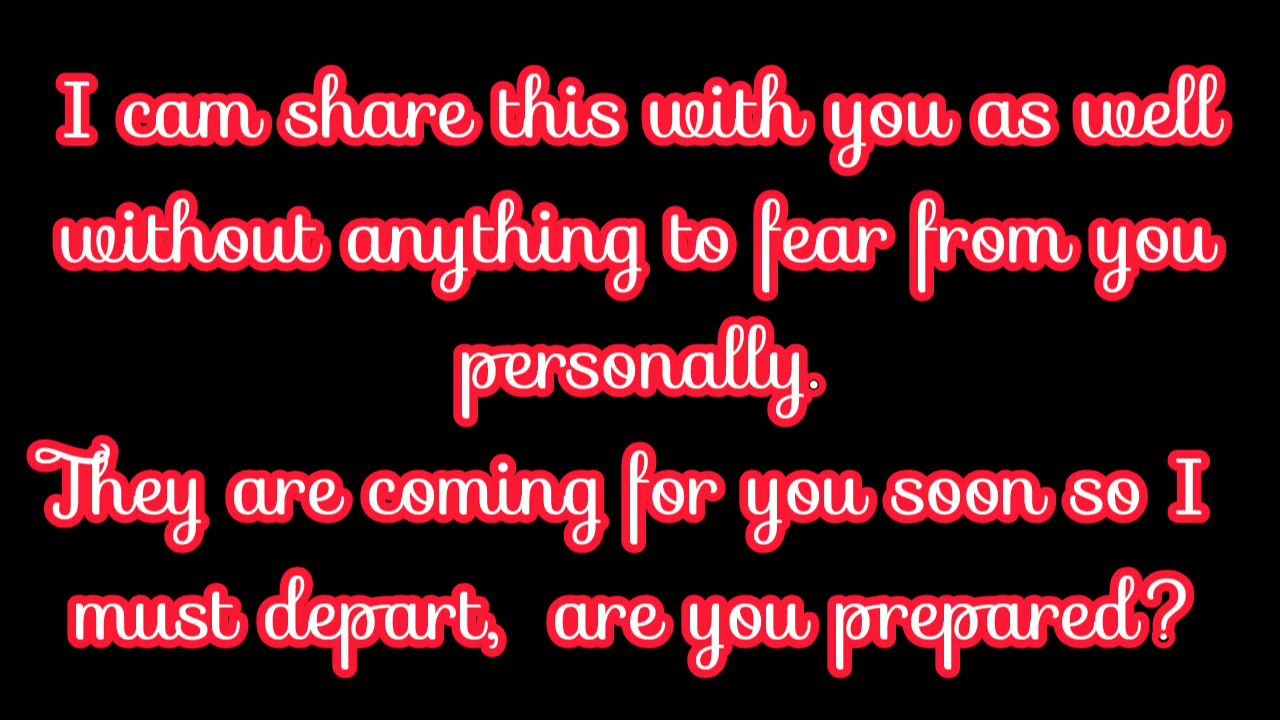 I cam share this with you as well
without anything to fear from you
personally.
They are coming for you soon so I
must depart,  are you prepared?